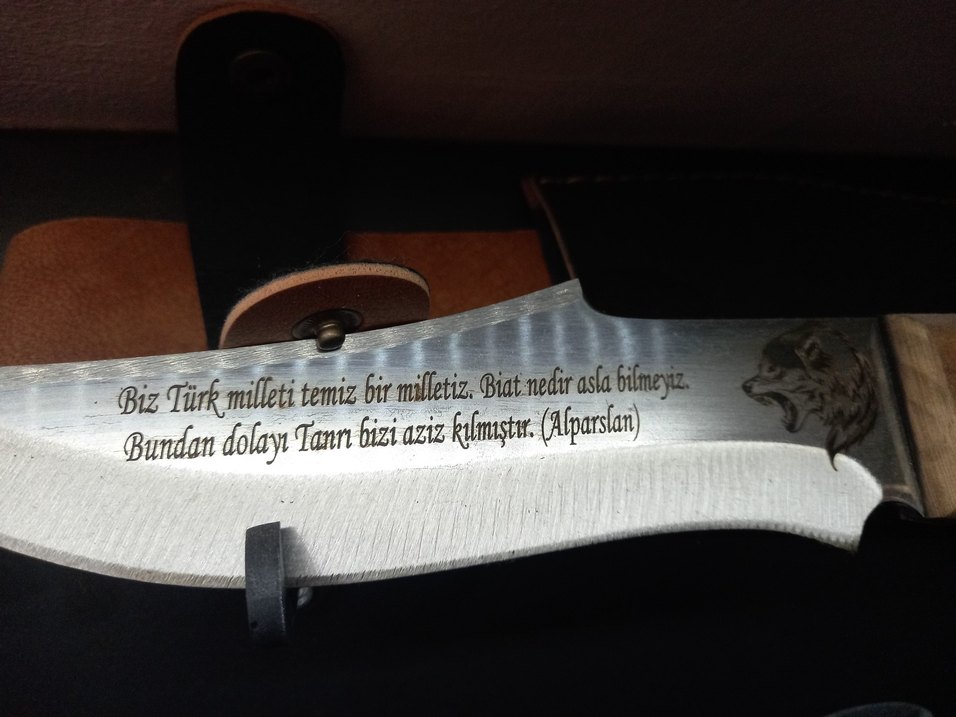 Biz Türk milleti temiz bir milletiz. Biat nedir asla bilmeyiz.
Bundan dolayı Tanrı bizi aziz kılmıştır. (Alparslan)